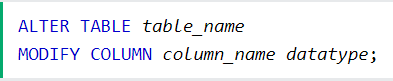 ALTER TABLE table_name
MODIFY COLUMN column_name datatype;